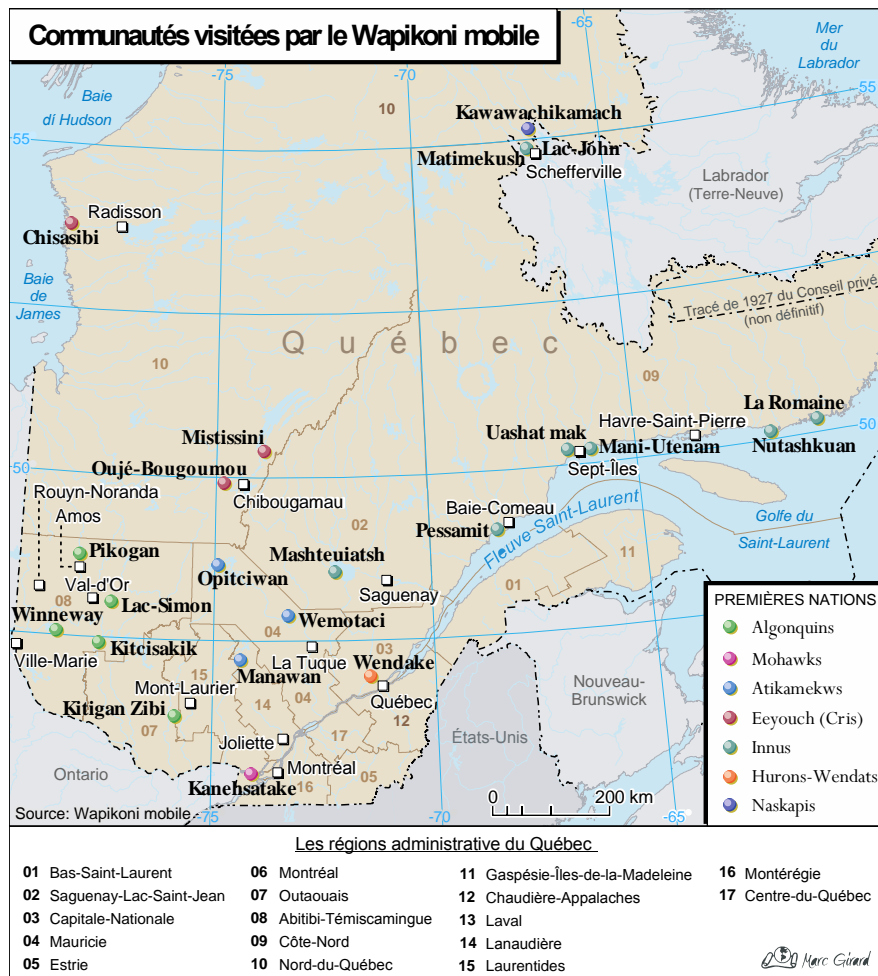 Communautés visitées par le Wapikoni mobile
-65
Mer
du
Labrador
-75
-70
55
Baie
dí Hudson
10
Kawawachikamach
55
Lac-John
Matimekush
Schefferville
Labrador
(Terre-Neuve)
Radisson
Chisasibi
Baie
de
James
Tracé de 1927 du Conseil privé
(non définitif)
Québec
10
09
50
La Romaine
Mistissini
Havre-Saint-Pierre
Uashat mak
Mani-Utenam
Nutashkuan
Oujé-Bougoumou
Sept-Îles
50
Rouyn-Noranda
Chibougamau
Amos
02
Baie-Comeau
Pessamit
Fleuve Saint-Laurent
Golfe du
Saint-Laurent
Pikogan
Mashteuiatsh
11
Opitciwan
Val-d'Or
Saguenay
01
08
Lac-Simon
Winneway
Wemotaci
04
Kitcisakik
03
Ville-Marie
La Tuque
Wendake
15
Manawan
Mont-Laurier
04
14
Québec
Kitigan Zibi
12
07
Nouveau-
Brunswick
États-Unis
17
Joliette
Ontario
Montréal
05
Kanehsatake
16
0
200 km
Source: Wapikoni mobile
-75
-70
-65
PREMIÈRES NATIONS
Algonquins
Mohawks
Atikamekws
Eeyouch (Cris)
Innus
Hurons-Wendats
Naskapis
Les régions administrative du Québec
01 Bas-Saint-Laurent
02 Saguenay-Lac-Saint-Jean
03 Capitale-Nationale
04 Mauricie
05 Estrie
06 Montréal
07 Outaouais
08 Abitibi-Témiscamingue
09 Côte-Nord
10 Nord-du-Québec
11 Gaspésie-Îles-de-la-Madeleine
12 Chaudière-Appalaches
13 Laval
14 Lanaudière
15 Laurentides
16 Montérégie
17 Centre-du-Québec
Marc Girard